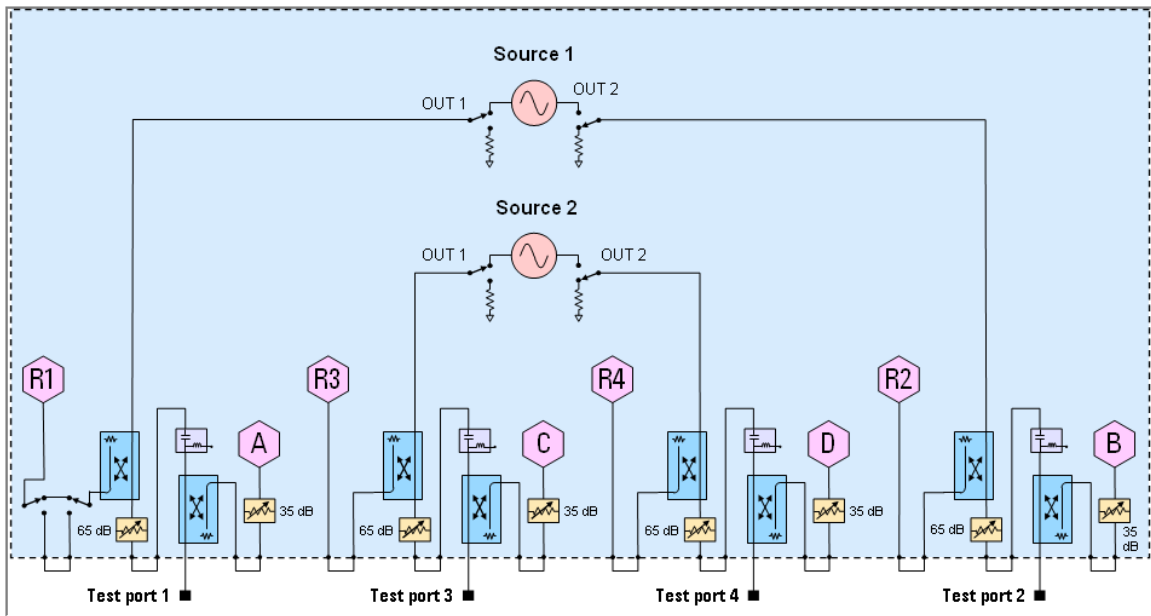 Source 1
OUT 1
OUT 2
Source 2
OUT 1
OUT 2
R1
R3
R4
R2
A
C
D
B
65 dB
35 dB
65 dB
35 dB
65 dB
35 dB
65 dB
35
dB
Test port 1
Test port 3
Test port 4
Test port 2